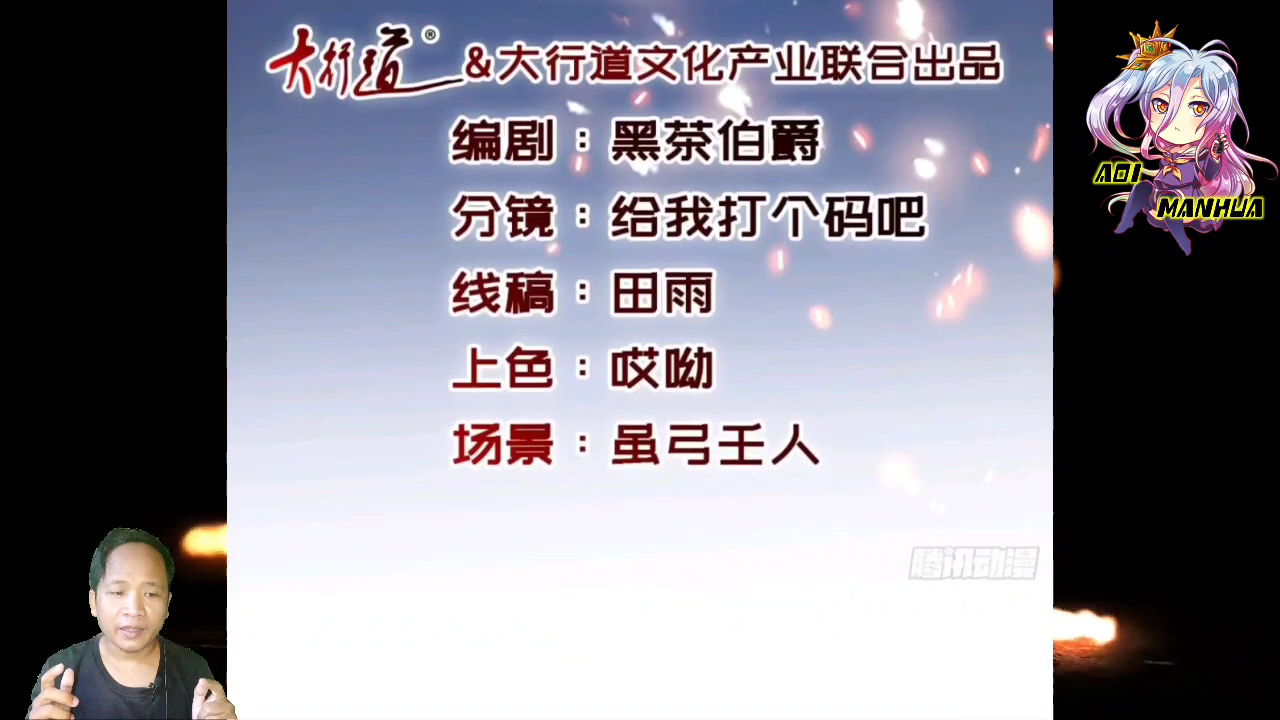 大行道® &大行道文化产业联合出品
编剧：黑茶伯爵
分镜：给我打个码吧
线稿：田雨
上色：哎呦
场景：虽弓壬人
腾讯动漫
AOI
MANHUA